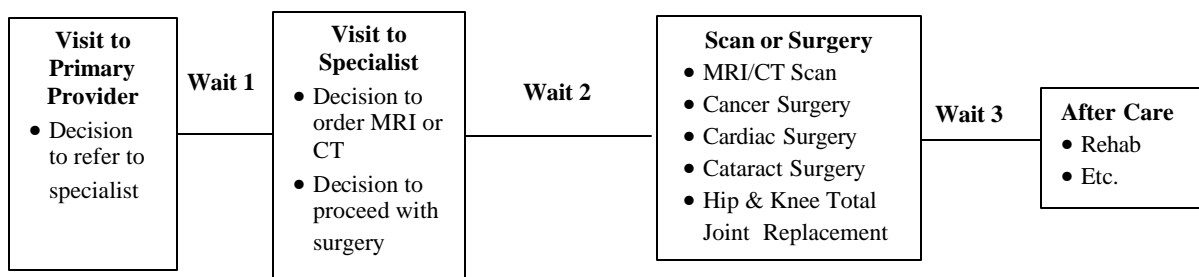 Visit to
Primary
Provider
• Decision
to refer to
specialist
Wait 1
Visit to
Specialist
• Decision to
order MRI or
CT
• Decision to
proceed with
surgery
Wait 2
Scan or Surgery
• MRI/CT Scan
• Cancer Surgery
• Cardiac Surgery
• Cataract Surgery
• Hip & Knee Total
Joint Replacement
Wait 3
After Care
• Rehab
• Etc.